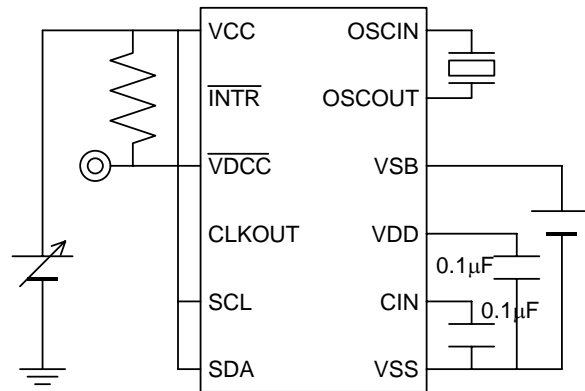 VCC OSCIN
INTR OSCOUT
VDCC VSB
CLKOUT VDD
0.1μF
SCL CIN
0.1μF
SDA VSS